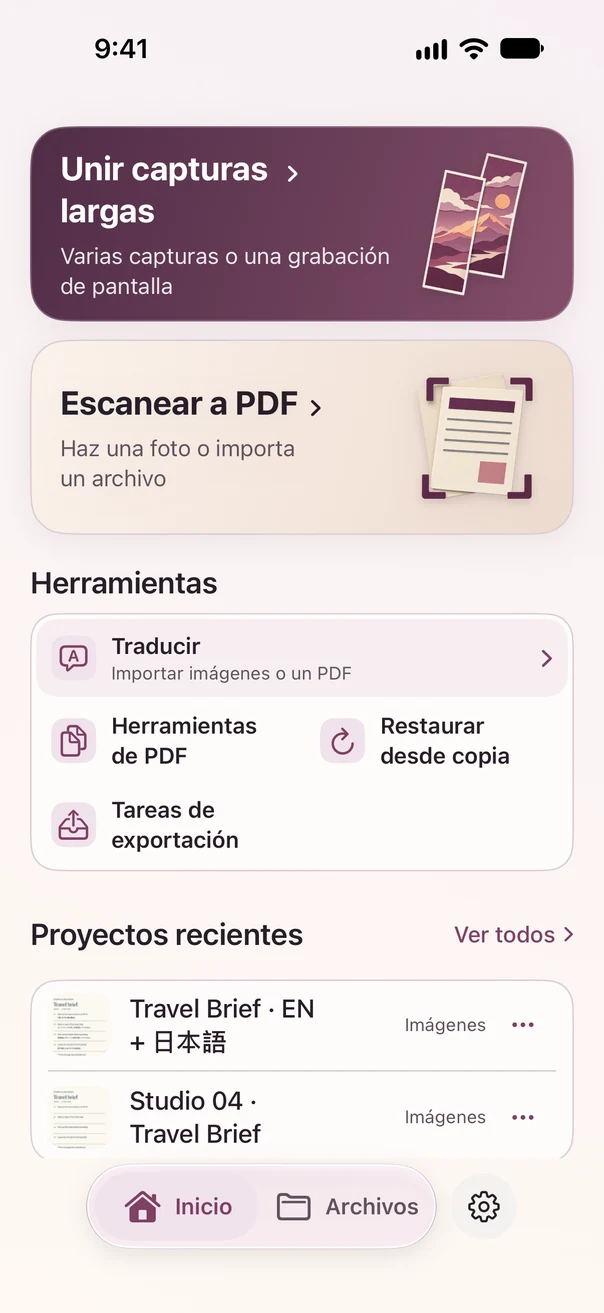 9:41
Unir capturas
largas
Varias capturas o una grabación
de pantalla
Escanear a PDF
Haz una foto o importa
un archivo
Herramientas
Traducir
Importar imágenes o un PDF
Herramientas
de PDF
Restaurar
desde copia
Tareas de
exportación
Proyectos recientes
Ver todos
Travel Brief · EN
+ 日本語
Imágenes
Studio 04 ·
Travel Brief
Imágenes
Inicio
Archivos